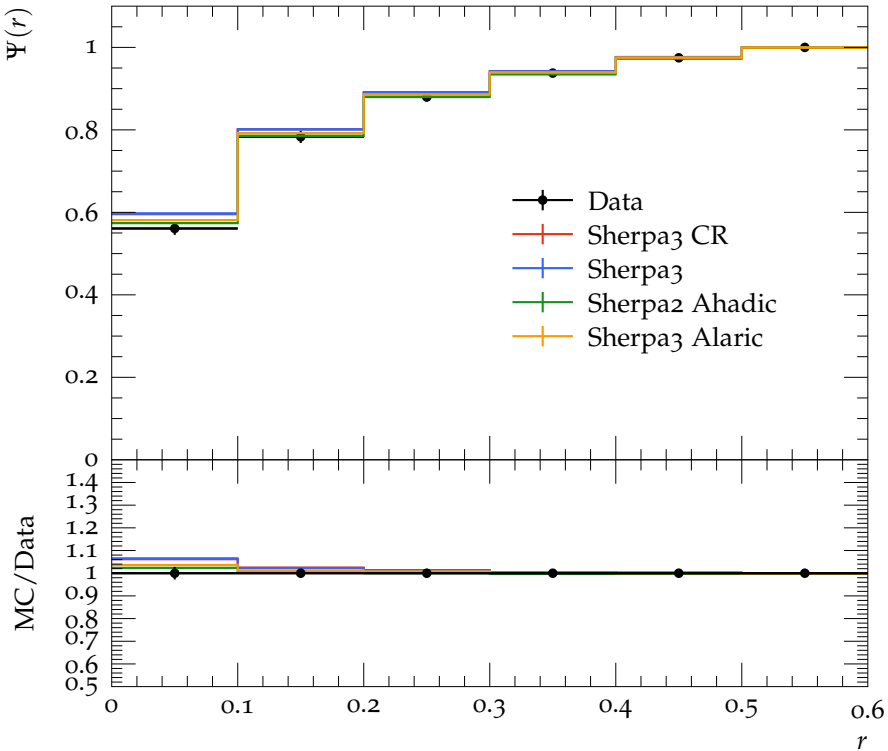 Ψ(r)
1
0.8
0.6
0.4
0.2
0
Data
Sherpa3 CR
Sherpa3
Sherpa2 Ahadic
Sherpa3 Alaric
MC/Data
1.4
1.3
1.2
1.1
1
0.9
0.8
0.7
0.6
0.5
0 0.1 0.2 0.3 0.4 0.5 0.6
r